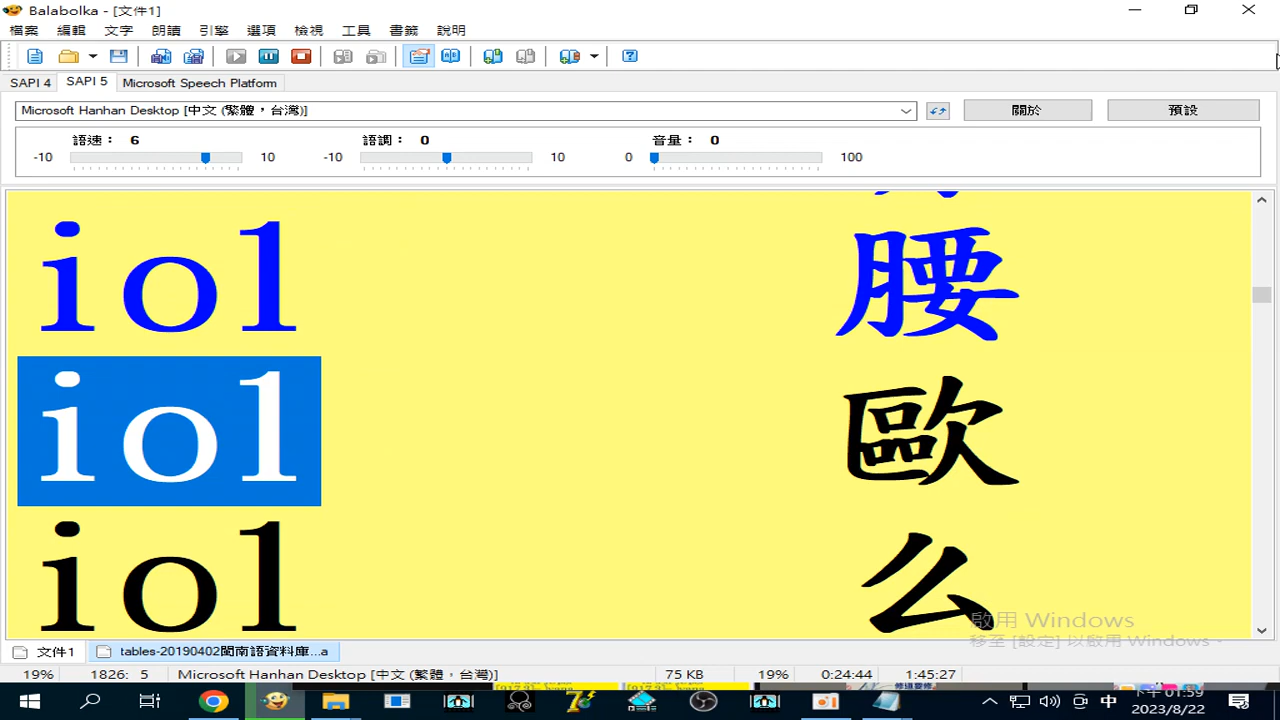 Balabolka - [文件1]
檔案 編輯 文字 朗讀 引擎 選項 檢視 工具 書籤 說明
SAPI 4 SAPI 5 Microsoft Speech Platform
Microsoft Hanhan Desktop [中文 (繁體，台灣)] 關於 預設
語速： 6 語調： 0 音量： 0
-10 10 -10 10 0 100
iol 腰
iol 歐
iol 么
啟用 Windows
移至 [設定] 以啟用 Windows。
文件1 tables-20190402閩南語資料庫...a
19% 1826: 5 Microsoft Hanhan Desktop [中文 (繁體，台灣)] 75 KB 19% 0:24:44 1:45:27
中 下午 01:59
2023/8/22